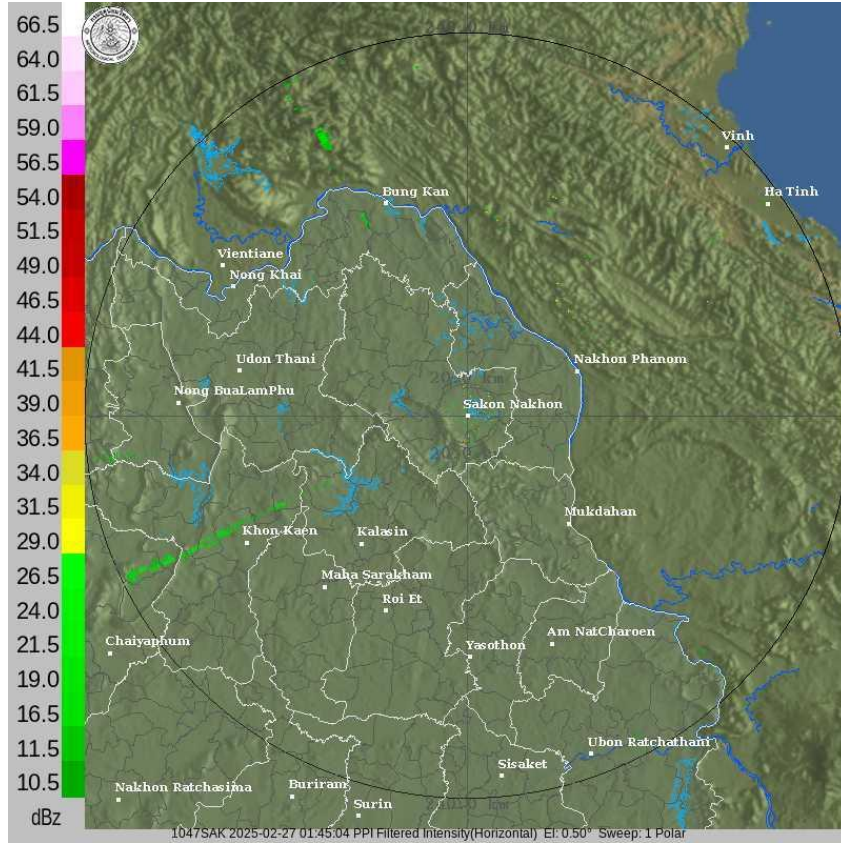 66.5
64.0
61.5
59.0
56.5
54.0
51.5
49.0
46.5
44.0
41.5
39.0
36.5
34.0
31.5
29.0
26.5
24.0
21.5
19.0
16.5
11.5
10.5
dBz
Vinh
Ha Tinh
Bung Kan
Vientiane
Nong Khai
Udon Thani
Nakhon Phanom
Nong BuaLamPhu
Sakon Nakhon
Mukdahan
Khon Kaen
Kalasin
Maha Sarakham
Roi Et
Am NatCharoen
Chaiyaphum
Yasothon
Ubon Ratchathani
Sisaket
Nakhon Ratchasima
Buriram
Surin
1047SAK 2025-02-27 01:45:04 PPI Filtered Intensity(Horizontal) El: 0.50° Sweep: 1 Polar